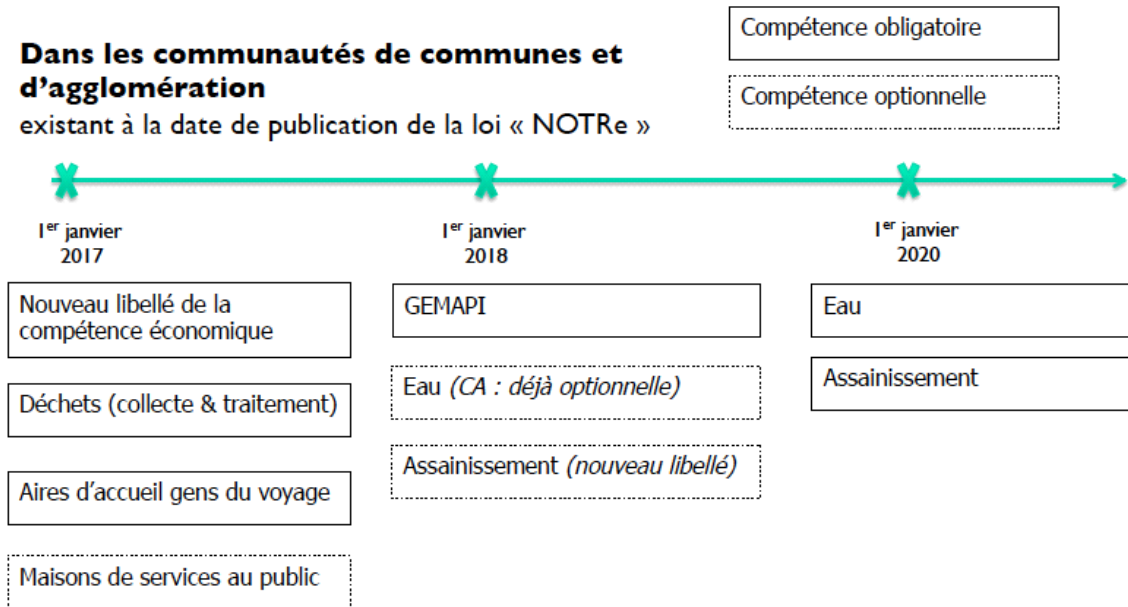 Dans les communautés de communes et
d'agglomération
existant à la date de publication de la loi « NOTRe »
Compétence obligatoire
Compétence optionnelle
1er janvier
2017
1er janvier
2018
1er janvier
2020
Nouveau libellé de la
compétence économique
Déchets (collecte & traitement)
Aires d'accueil gens du voyage
Maisons de services au public
GEMAPI
Eau (CA : déjà optionnelle)
Assainissement (nouveau libellé)
Eau
Assainissement